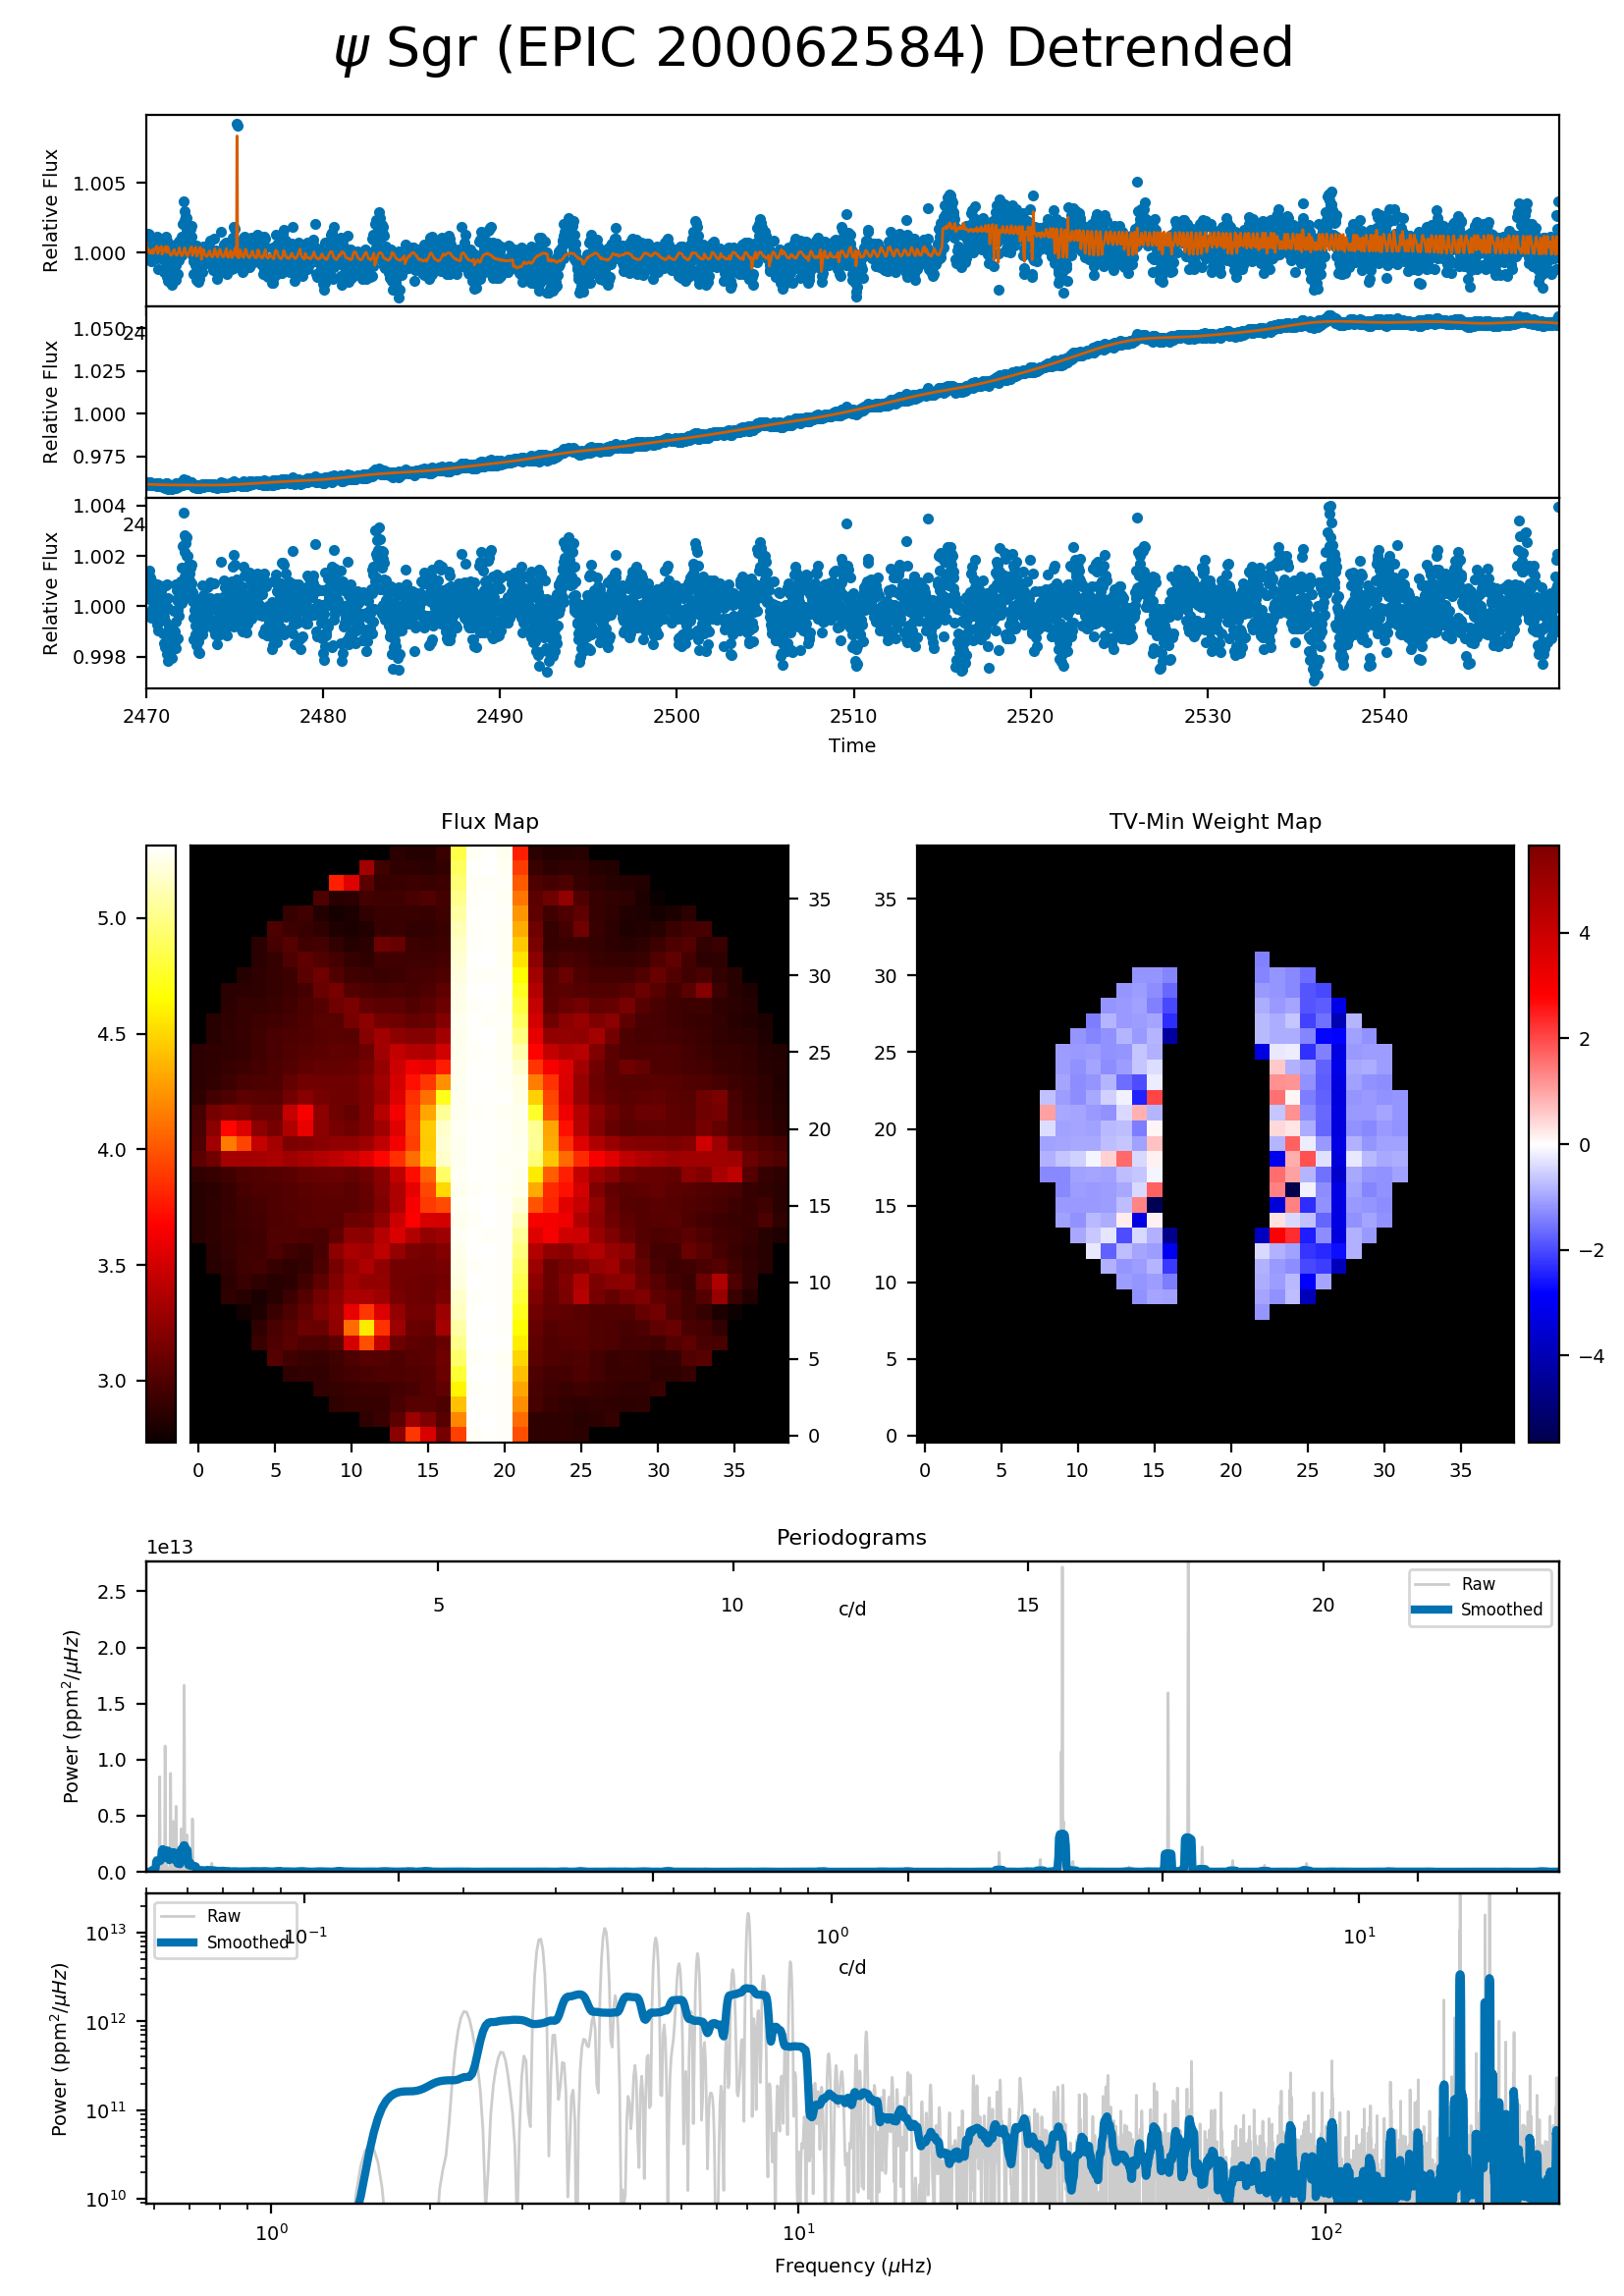 ψ Sgr (EPIC 200062584) Detrended
Relative Flux
1.005
1.000
Relative Flux
1.050
24
1.025
1.000
0.975
Relative Flux
1.004
24
1.002
1.000
0.998
2470 2480 2490 2500 2510 2520 2530 2540
Time
Flux Map
5.0
4.5
4.0
3.5
3.0
35
30
25
20
15
10
5
0
0 5 10 15 20 25 30 35
TV-Min Weight Map
35
30
25
20
15
10
5
0
0 5 10 15 20 25 30 35
4
2
0
−2
−4
Periodograms
1e13
Power (ppm²/μHz)
2.5
2.0
1.5
1.0
0.5
0.0
5 10 15 20
c/d
Raw
Smoothed
Power (ppm²/μHz)
10¹³
10¹²
10¹¹
10¹⁰
Raw
Smoothed
10⁻¹ 10⁰ 10¹
c/d
10⁰ 10¹ 10²
Frequency (μHz)